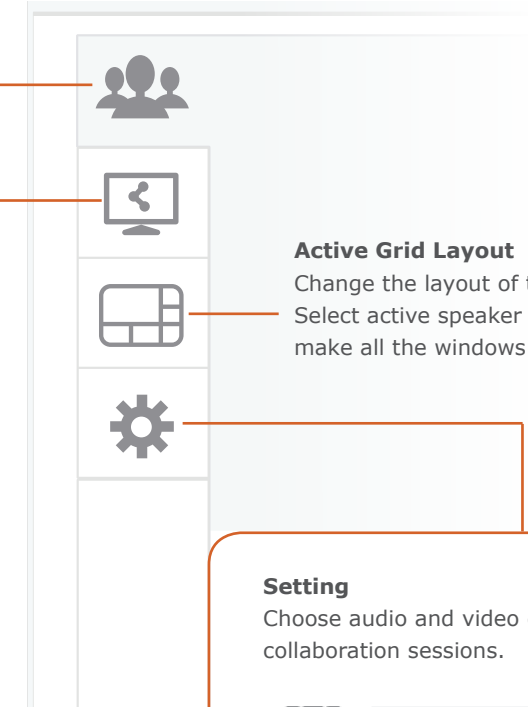 Active Grid Layout
Change the layout of
Select active speaker
make all the windows
Setting
Choose audio and video
collaboration sessions.